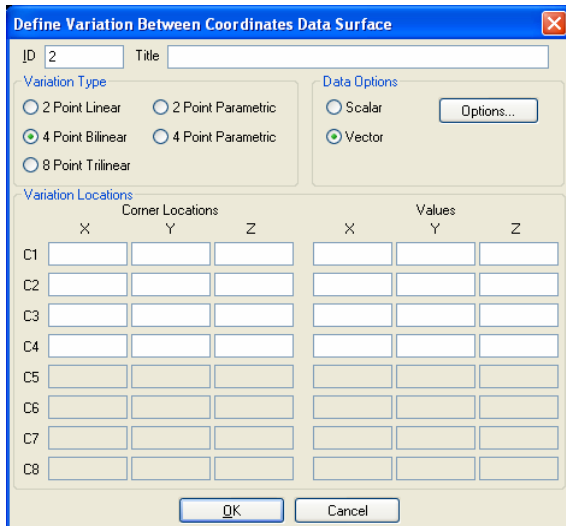 Define Variation Between Coordinates Data Surface
ID 2 Title
Variation Type Data Options
2 Point Linear 2 Point Parametric Scalar Options...
4 Point Bilinear 4 Point Parametric Vector
8 Point Trilinear
Variation Locations
Corner Locations Values
X Y Z X Y Z
C1
C2
C3
C4
C5
C6
C7
C8
OK Cancel